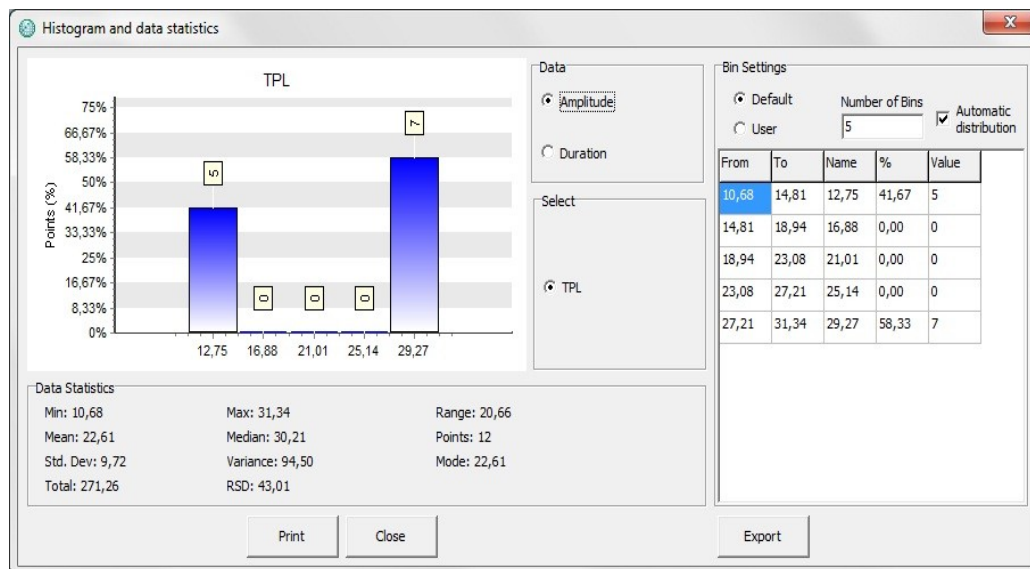 Histogram and data statistics
TPL
75%
66,67%
58,33%
50%
41,67%
33,33%
25%
16,67%
8,33%
0%
Points (%)
5
0
0
0
7
12,75 16,88 21,01 25,14 29,27
Data
Amplitude
Duration
Select
TPL
Bin Settings
Default
User
Number of Bins
5
Automatic
distribution
From To Name % Value
10,68 14,81 12,75 41,67 5
14,81 18,94 16,88 0,00 0
18,94 23,08 21,01 0,00 0
23,08 27,21 25,14 0,00 0
27,21 31,34 29,27 58,33 7
Data Statistics
Min: 10,68 Max: 31,34 Range: 20,66
Mean: 22,61 Median: 30,21 Points: 12
Std. Dev: 9,72 Variance: 94,50 Mode: 22,61
Total: 271,26 RSD: 43,01
Print Close Export